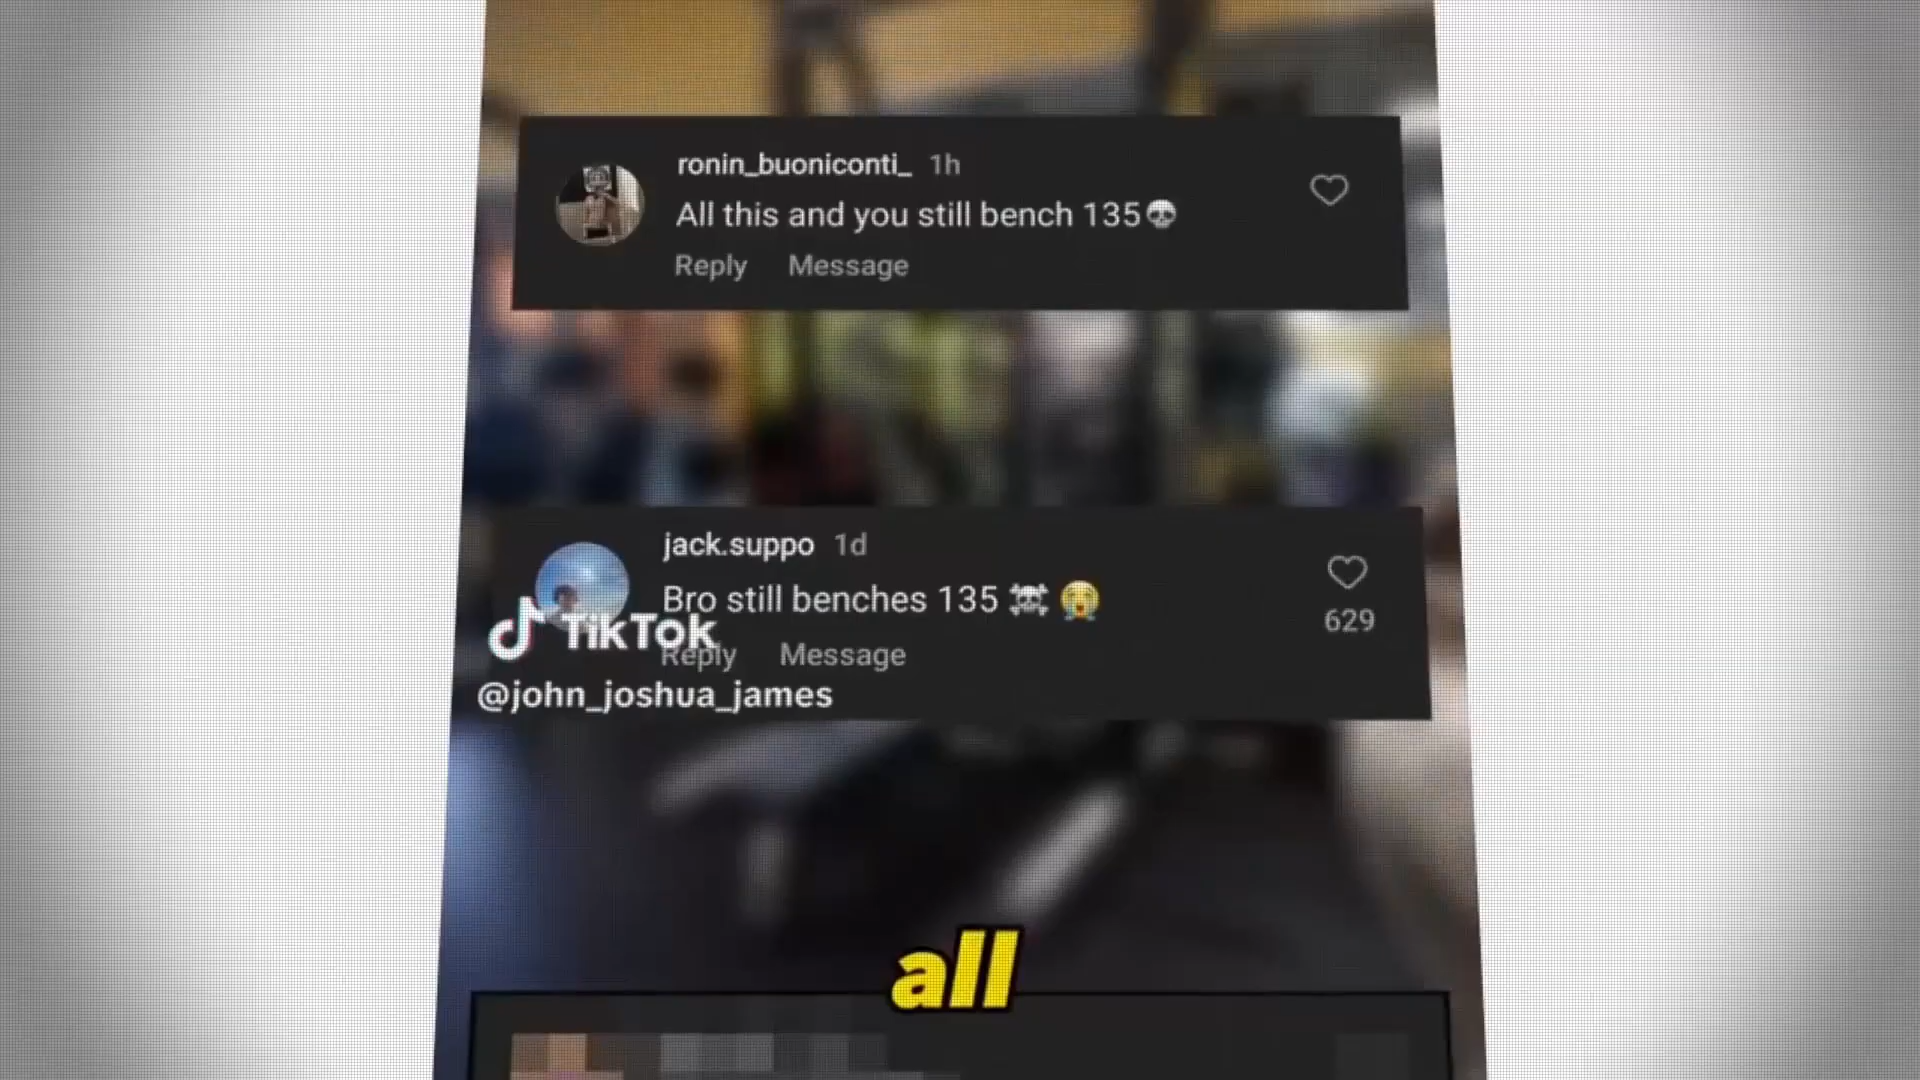 ronin_buoniconti_ 1h
All this and you still bench 135💀
Reply Message
jack.suppo 1d
Bro still benches 135 ☠️ 😭
629
TikTok
Reply Message
@john_joshua_james
all